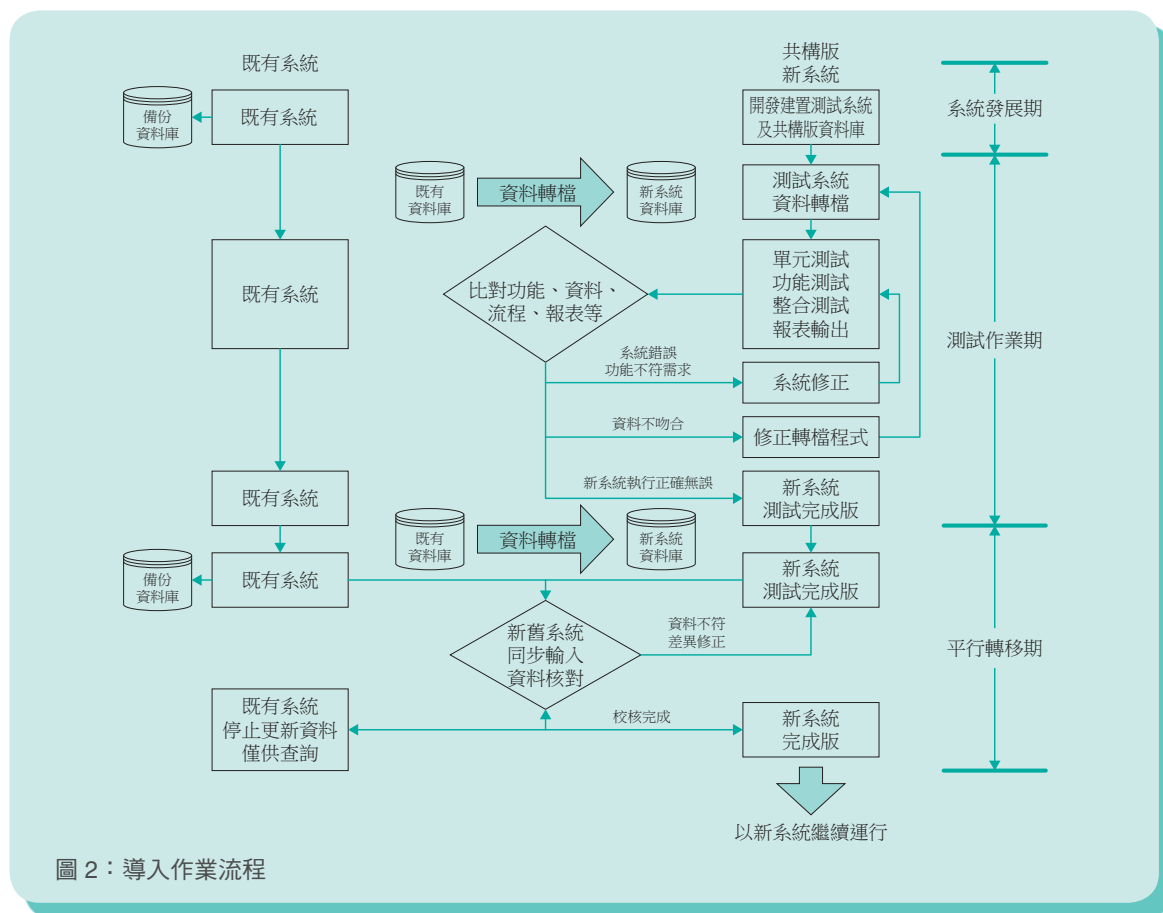 既有系統
共構版
新系統
備份
資料庫
既有系統
開發建置測試系統
及共構版資料庫
系統發展期
既有
資料庫
資料轉檔
新系統
資料庫
測試系統
資料轉檔
既有系統
比對功能、資料、
流程、報表等
單元測試
功能測試
整合測試
報表輸出
測試作業期
系統錯誤
功能不符需求
系統修正
資料不吻合
修正轉檔程式
既有系統
新系統執行正確無誤
新系統
測試完成版
既有
資料庫
資料轉檔
新系統
資料庫
備份
資料庫
既有系統
新系統
測試完成版
新舊系統
同步輸入
資料核對
資料不符
差異修正
平行轉移期
既有系統
停止更新資料
僅供查詢
校核完成
新系統
完成版
以新系統繼續運行
圖 2：導入作業流程